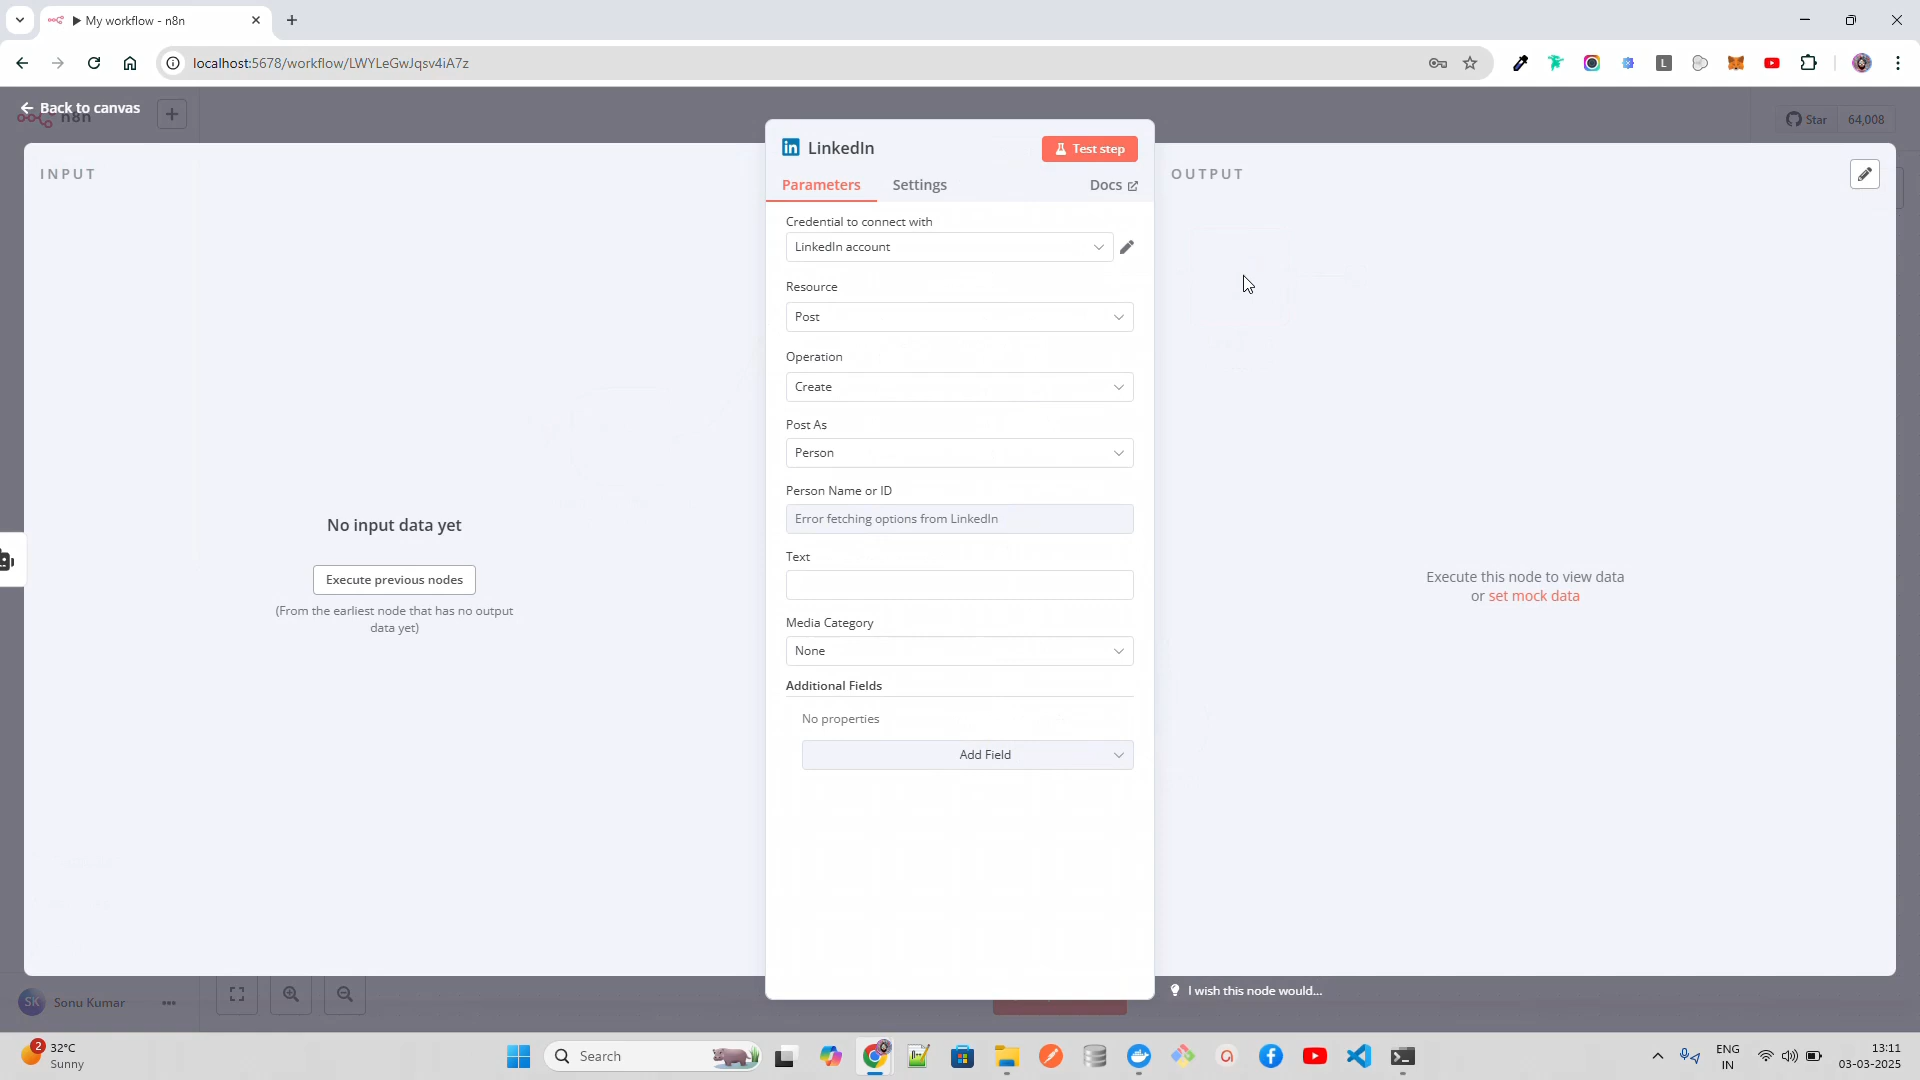 My workflow - n8n
localhost:5678/workflow/LWYLeGwJqsv4iA7z
L
Back to canvas
n8n
Star 64,008
INPUT
LinkedIn
Test step
OUTPUT
Parameters Settings Docs
Credential to connect with
LinkedIn account
Resource
Post
Operation
Create
Post As
Person
Person Name or ID
Error fetching options from LinkedIn
Text
Media Category
None
Additional Fields
No properties
Add Field
No input data yet
Execute previous nodes
(From the earliest node that has no output
data yet)
Execute this node to view data
or set mock data
I wish this node would...
SK Sonu Kumar
2
32°C
Sunny
Search
ENG
IN
13:11
03-03-2025